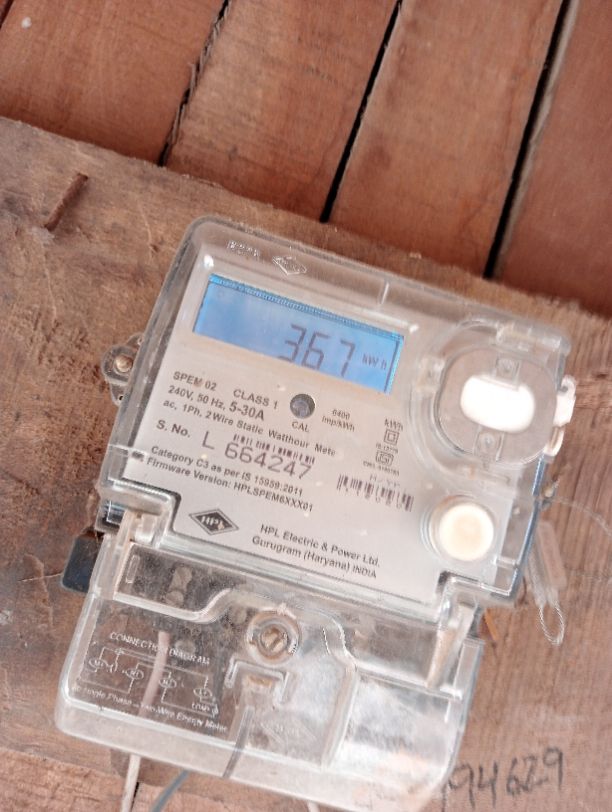 367 kWh
SPEM 02 CLASS 1
240V, 50 Hz, 5-30A
CAL
6400
imp/kWh
kWh
ac, 1Ph, 2Wire Static Watthour Mete
S. No. L 664247
Category C3 as per IS 15959:2011
Firmware Version: HPLSPEM6XXX01
HPL
HPL Electric & Power Ltd.
Gurugram (Haryana) INDIA
CONNECTION DIAGRAM
94629